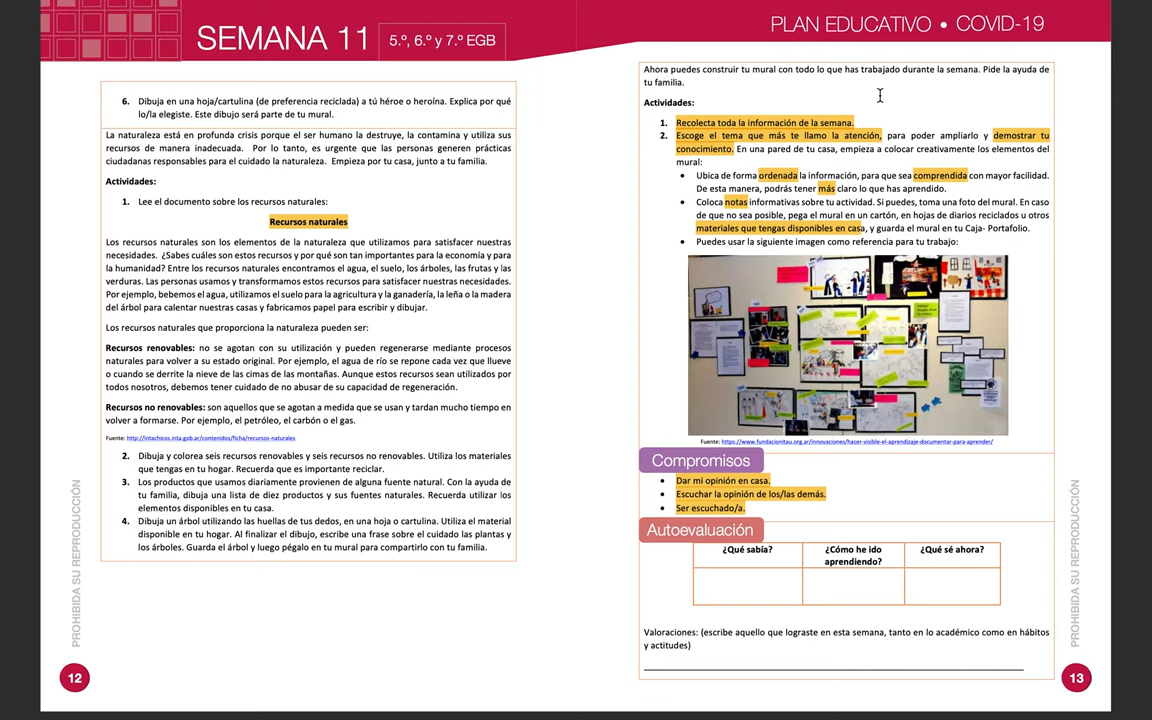 SEMANA 11
5.º, 6.º y 7.º EGB
PLAN EDUCATIVO • COVID-19
6. Dibuja en una hoja/cartulina (de preferencia reciclada) a tú héroe o heroína. Explica por qué
lo/la elegiste. Este dibujo será parte de tu mural.
La naturaleza está en profunda crisis porque el ser humano la destruye, la contamina y utiliza sus
recursos de manera inadecuada. Por lo tanto, es urgente que las personas generen prácticas
ciudadanas responsables para el cuidado la naturaleza. Empieza por tu casa, junto a tu familia.
Actividades:
1. Lee el documento sobre los recursos naturales:
Recursos naturales
Los recursos naturales son los elementos de la naturaleza que utilizamos para satisfacer nuestras
necesidades. ¿Sabes cuáles son estos recursos y por qué son tan importantes para la economía y para
la humanidad? Entre los recursos naturales encontramos el agua, el suelo, los árboles, las frutas y las
verduras. Las personas usamos y transformamos estos recursos para satisfacer nuestras necesidades.
Por ejemplo, bebemos el agua, utilizamos el suelo para la agricultura y la ganadería, la leña o la madera
del árbol para calentar nuestras casas y fabricamos papel para escribir y dibujar.
Los recursos naturales que proporciona la naturaleza pueden ser:
Recursos renovables: no se agotan con su utilización y pueden regenerarse mediante procesos
naturales para volver a su estado original. Por ejemplo, el agua de río se repone cada vez que llueve
o cuando se derrite la nieve de las cimas de las montañas. Aunque estos recursos sean utilizados por
todos nosotros, debemos tener cuidado de no abusar de su capacidad de regeneración.
Recursos no renovables: son aquellos que se agotan a medida que se usan y tardan mucho tiempo en
volver a formarse. Por ejemplo, el petróleo, el carbón o el gas.
Fuente: http://intachicos.inta.gob.ar/contenidos/ficha/recursos-naturales
2. Dibuja y colorea seis recursos renovables y seis recursos no renovables. Utiliza los materiales
que tengas en tu hogar. Recuerda que es importante reciclar.
3. Los productos que usamos diariamente provienen de alguna fuente natural. Con la ayuda de
tu familia, dibuja una lista de diez productos y sus fuentes naturales. Recuerda utilizar los
elementos disponibles en tu casa.
4. Dibuja un árbol utilizando las huellas de tus dedos, en una hoja o cartulina. Utiliza el material
disponible en tu hogar. Al finalizar el dibujo, escribe una frase sobre el cuidado las plantas y
los árboles. Guarda el árbol y luego pégalo en tu mural para compartirlo con tu familia.
PROHIBIDA SU REPRODUCCIÓN
12
Ahora puedes construir tu mural con todo lo que has trabajado durante la semana. Pide la ayuda de
tu familia.
Actividades:
1. Recolecta toda la información de la semana.
2. Escoge el tema que más te llamo la atención, para poder ampliarlo y demostrar tu
conocimiento. En una pared de tu casa, empieza a colocar creativamente los elementos del
mural:
• Ubica de forma ordenada la información, para que sea comprendida con mayor facilidad.
De esta manera, podrás tener más claro lo que has aprendido.
• Coloca notas informativas sobre tu actividad. Si puedes, toma una foto del mural. En caso
de que no sea posible, pega el mural en un cartón, en hojas de diarios reciclados u otros
materiales que tengas disponibles en casa, y guarda el mural en tu Caja- Portafolio.
• Puedes usar la siguiente imagen como referencia para tu trabajo:
Fuente: https://www.fundacionitau.org.ar/innovaciones/hacer-visible-el-aprendizaje-documentar-para-aprender/
Compromisos
• Dar mi opinión en casa.
• Escuchar la opinión de los/las demás.
• Ser escuchado/a.
Autoevaluación
¿Qué sabía? ¿Cómo he ido ¿Qué sé ahora?
aprendiendo?
Valoraciones: (escribe aquello que lograste en esta semana, tanto en lo académico como en hábitos
y actitudes)
PROHIBIDA SU REPRODUCCIÓN
13